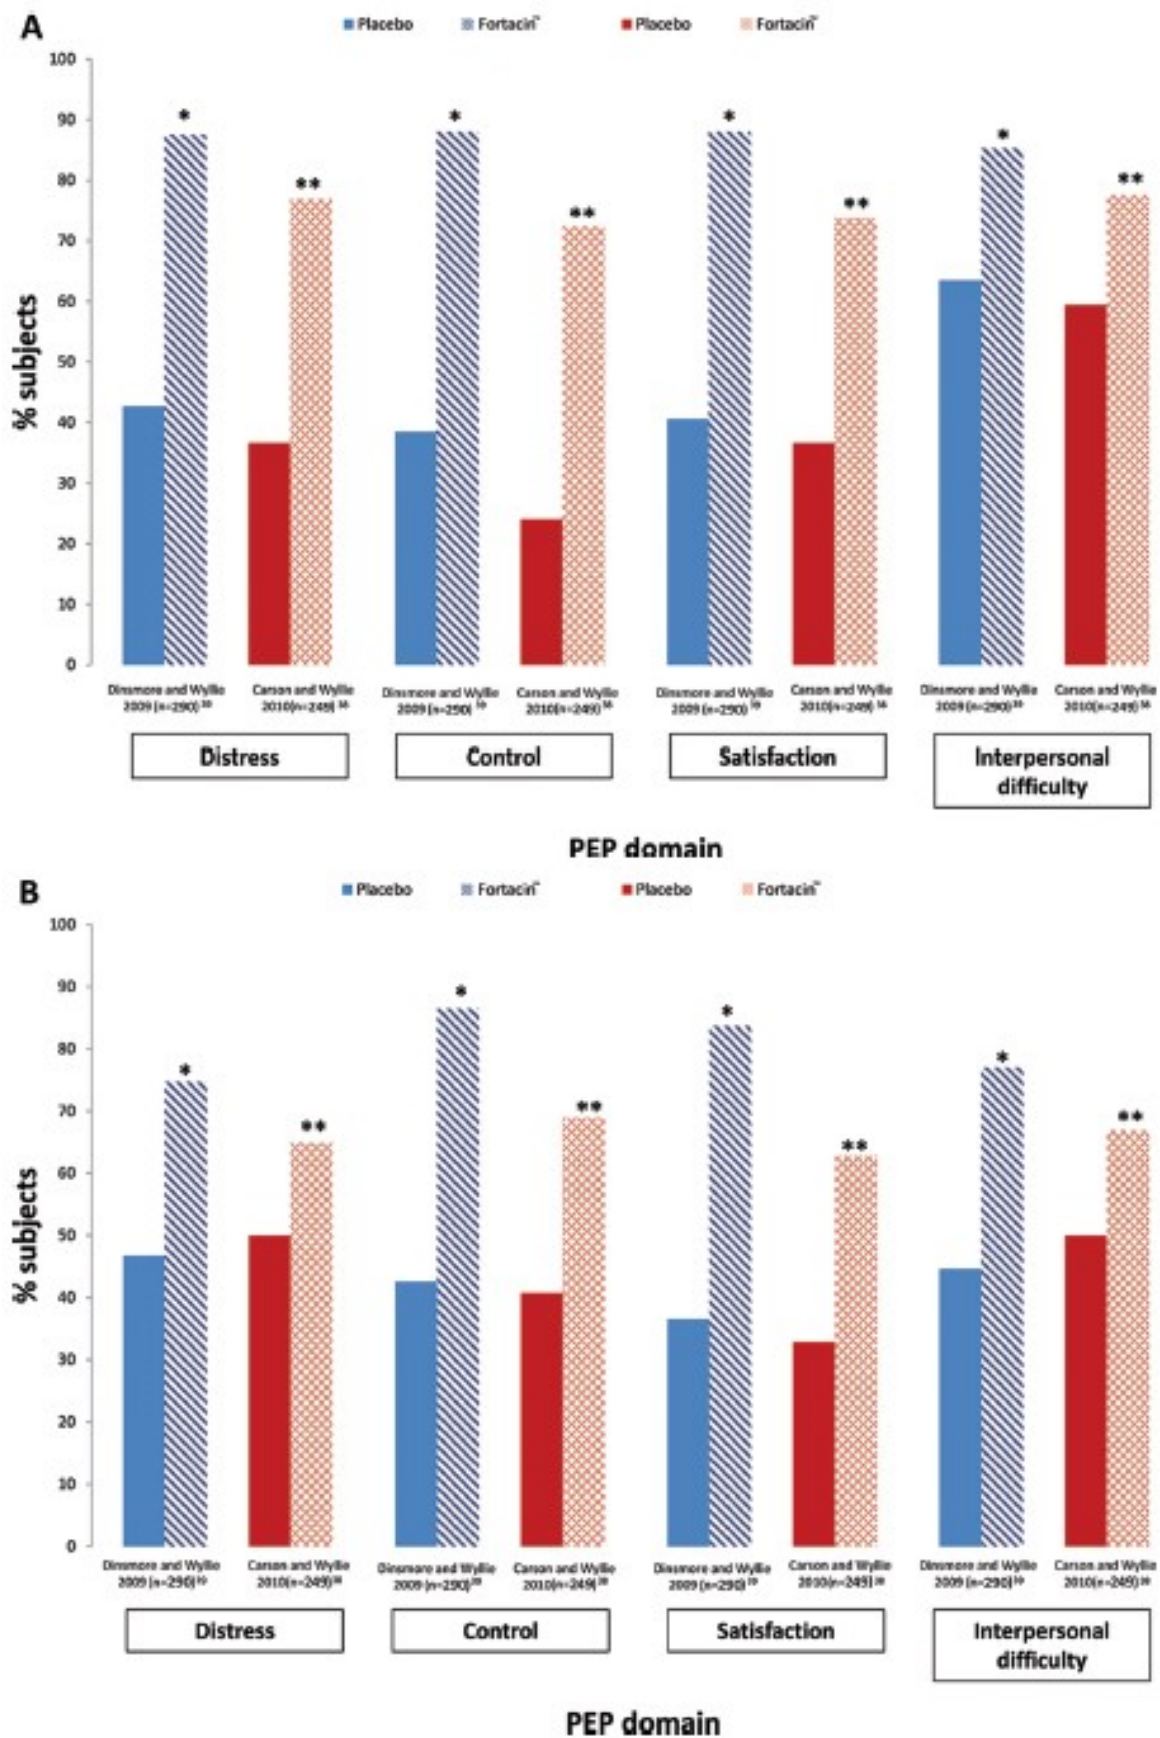 A
Placebo Fortacin™ Placebo Fortacin™
100
90
80
70
60
50
40
30
20
10
0
% subjects
* ** * ** * ** * **
Dinsmore and Wyllie Carson and Wyllie Dinsmore and Wyllie Carson and Wyllie Dinsmore and Wyllie Carson and Wyllie Dinsmore and Wyllie Carson and Wyllie
2009 (n=290) 2010(n=249) 2009 (n=290) 2010(n=249) 2009 (n=290) 2010(n=249) 2009 (n=290) 2010(n=249)
Distress Control Satisfaction Interpersonal
difficulty
PEP domain
B
Placebo Fortacin™ Placebo Fortacin™
100
90
80
70
60
50
40
30
20
10
0
% subjects
* ** * ** * ** * **
Dinsmore and Wyllie Carson and Wyllie Dinsmore and Wyllie Carson and Wyllie Dinsmore and Wyllie Carson and Wyllie Dinsmore and Wyllie Carson and Wyllie
2009 (n=290) 2010(n=249) 2009 (n=290) 2010(n=249) 2009 (n=290) 2010(n=249) 2009 (n=290) 2010(n=249)
Distress Control Satisfaction Interpersonal
difficulty
PEP domain